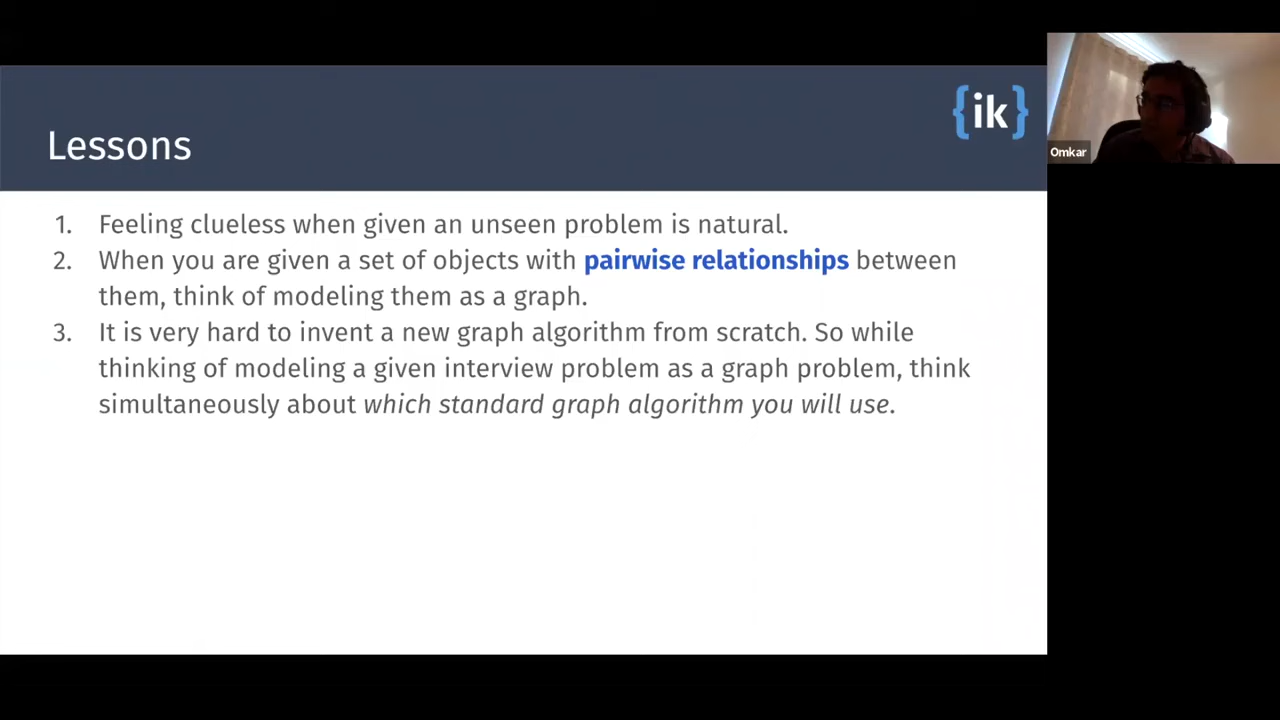 {ik}
Lessons
Omkar
1. Feeling clueless when given an unseen problem is natural.
2. When you are given a set of objects with pairwise relationships between
them, think of modeling them as a graph.
3. It is very hard to invent a new graph algorithm from scratch. So while
thinking of modeling a given interview problem as a graph problem, think
simultaneously about which standard graph algorithm you will use.